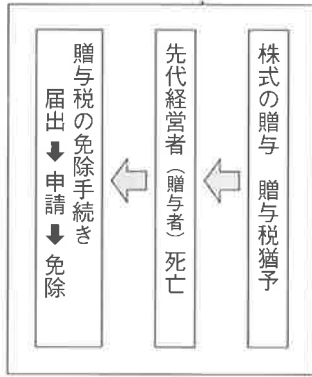 株式の贈与　贈与税猶予
先代経営者（贈与者）死亡
贈与税の免除手続き
届出➡申請➡免除